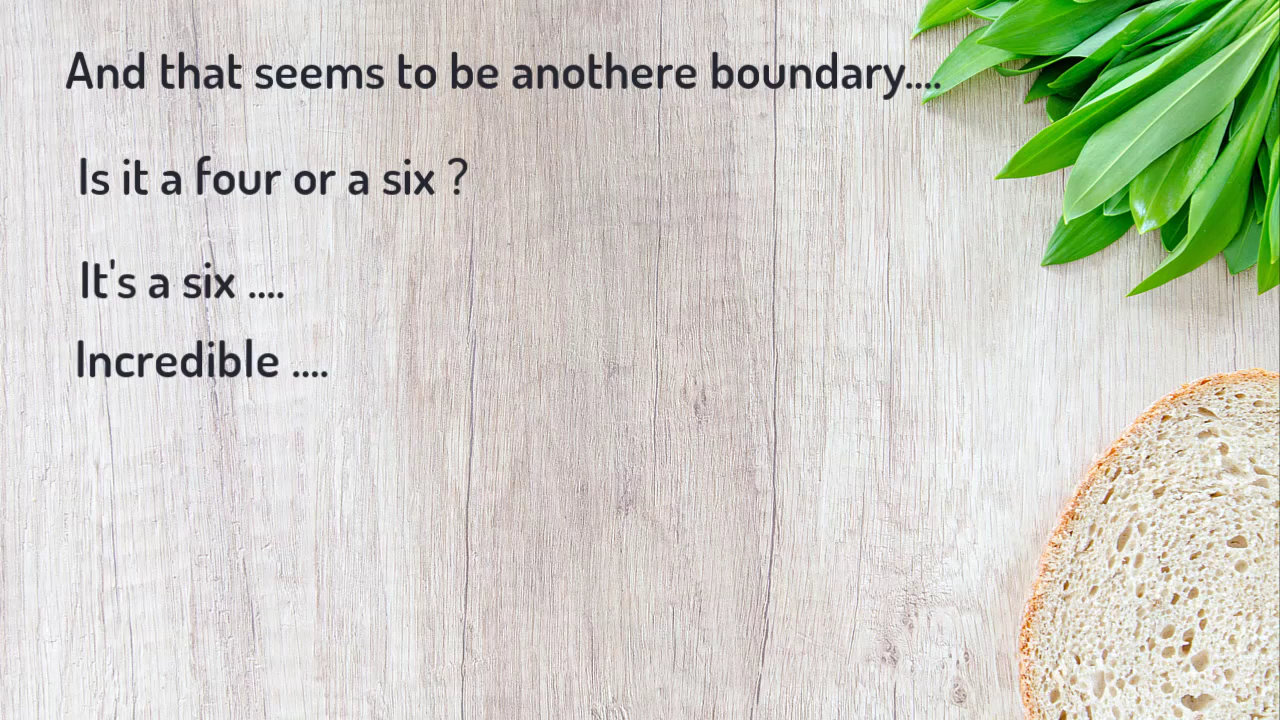 And that seems to be anothere boundary....
Is it a four or a six ?
It's a six ....
Incredible ....